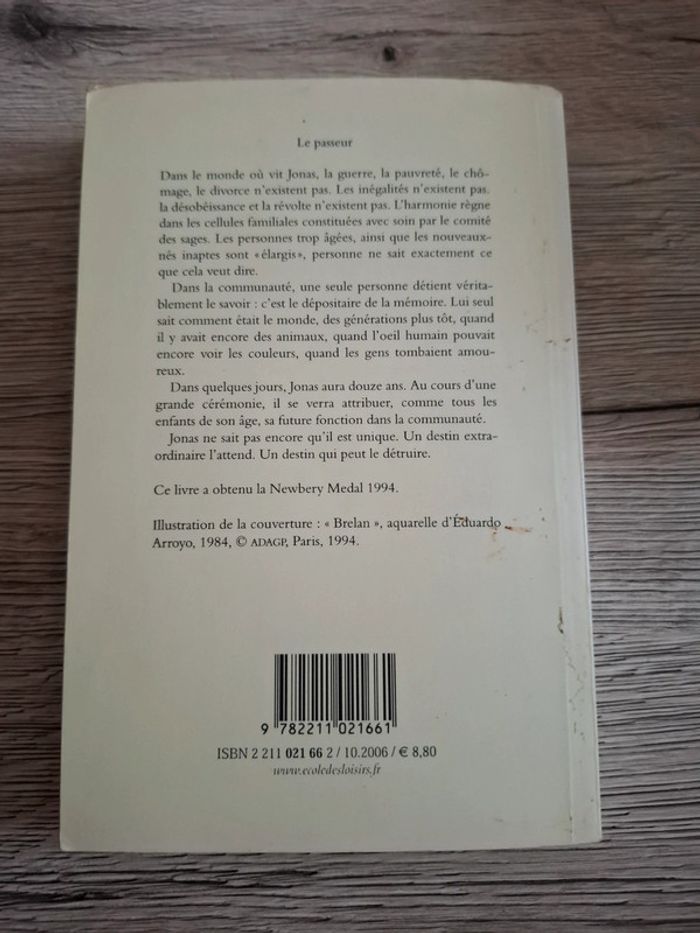 Le passeur
Dans le monde où vit Jonas, la guerre, la pauvreté, le chô-
mage, le divorce n'existent pas. Les inégalités n'existent pas,
la désobéissance et la révolte n'existent pas. L'harmonie règne
dans les cellules familiales constituées avec soin par le comité
des sages. Les personnes trop âgées, ainsi que les nouveaux-
nés inaptes sont «élargis», personne ne sait exactement ce
que cela veut dire.
Dans la communauté, une seule personne détient vérita-
blement le savoir : c'est le dépositaire de la mémoire. Lui seul
sait comment était le monde, des générations plus tôt, quand
il y avait encore des animaux, quand l'oeil humain pouvait
encore voir les couleurs, quand les gens tombaient amou-
reux.
Dans quelques jours, Jonas aura douze ans. Au cours d'une
grande cérémonie, il se verra attribuer, comme tous les
enfants de son âge, sa future fonction dans la communauté.
Jonas ne sait pas encore qu'il est unique. Un destin extra-
ordinaire l'attend. Un destin qui peut le détruire.
Ce livre a obtenu la Newbery Medal 1994.
Illustration de la couverture : « Brelan », aquarelle d'Éduardo
Arroyo, 1984, © ADAGP, Paris, 1994.
9 782211 021661
ISBN 2 211 021 66 2 / 10.2006 / € 8,80
www.ecoledesloisirs.fr